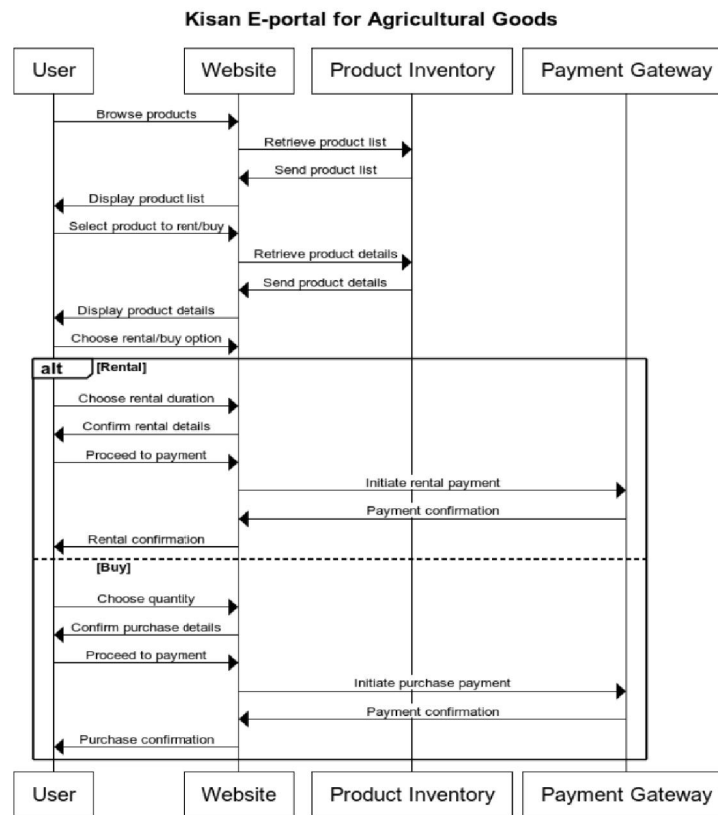 Kisan E-portal for Agricultural Goods
User Website Product Inventory Payment Gateway
Browse products
Retrieve product list
Send product list
Display product list
Select product to rent/buy
Retrieve product details
Send product details
Display product details
Choose rental/buy option
alt [Rental]
Choose rental duration
Confirm rental details
Proceed to payment
Initiate rental payment
Payment confirmation
Rental confirmation
[Buy]
Choose quantity
Confirm purchase details
Proceed to payment
Initiate purchase payment
Payment confirmation
Purchase confirmation
User Website Product Inventory Payment Gateway